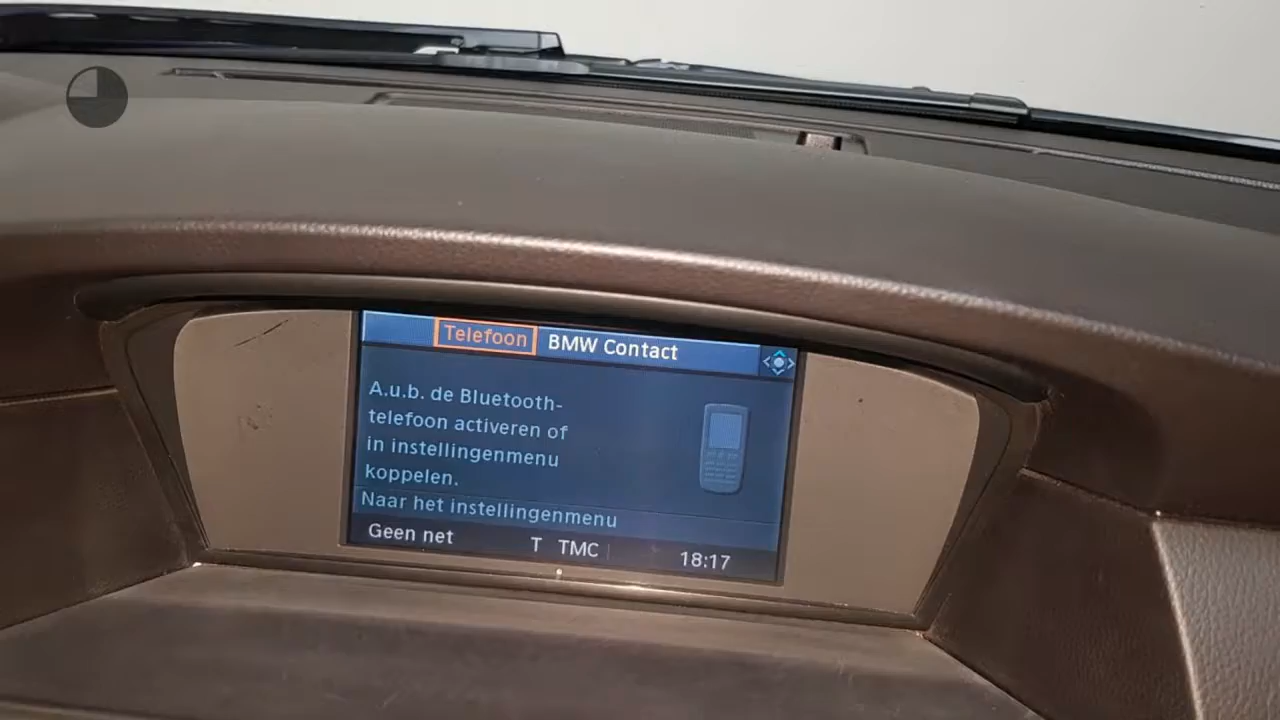 Telefoon BMW Contact
A.u.b. de Bluetooth-
telefoon activeren of
in instellingenmenu
koppelen.
Naar het instellingenmenu
Geen net T TMC 18:17